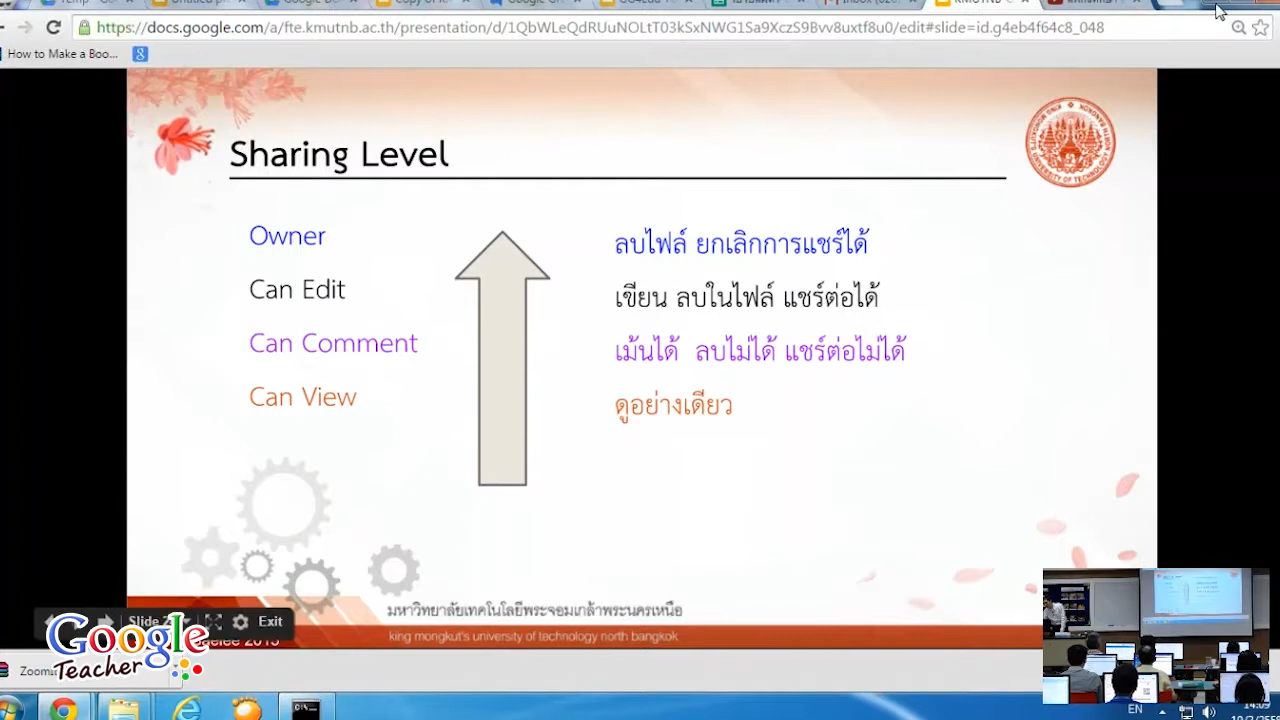 https://docs.google.com/a/fte.kmutnb.ac.th/presentation/d/1QbWLeQdRUuNOLtT03kSxNWG1Sa9XczS9Bvv8uxtf8u0/edit#slide=id.g4eb4f64c8_048
How to Make a Boo...
Sharing Level
Owner
ลบไฟล์ ยกเลิกการแชร์ได้
Can Edit
เขียน ลบในไฟล์ แชร์ต่อได้
Can Comment
เม้นได้ ลบไม่ได้ แชร์ต่อไม่ได้
Can View
ดูอย่างเดียว
มหาวิทยาลัยเทคโนโลยีพระจอมเกล้าพระนครเหนือ
king mongkut's university of technology north bangkok
Exit
Google
Teacher
EN
14:09